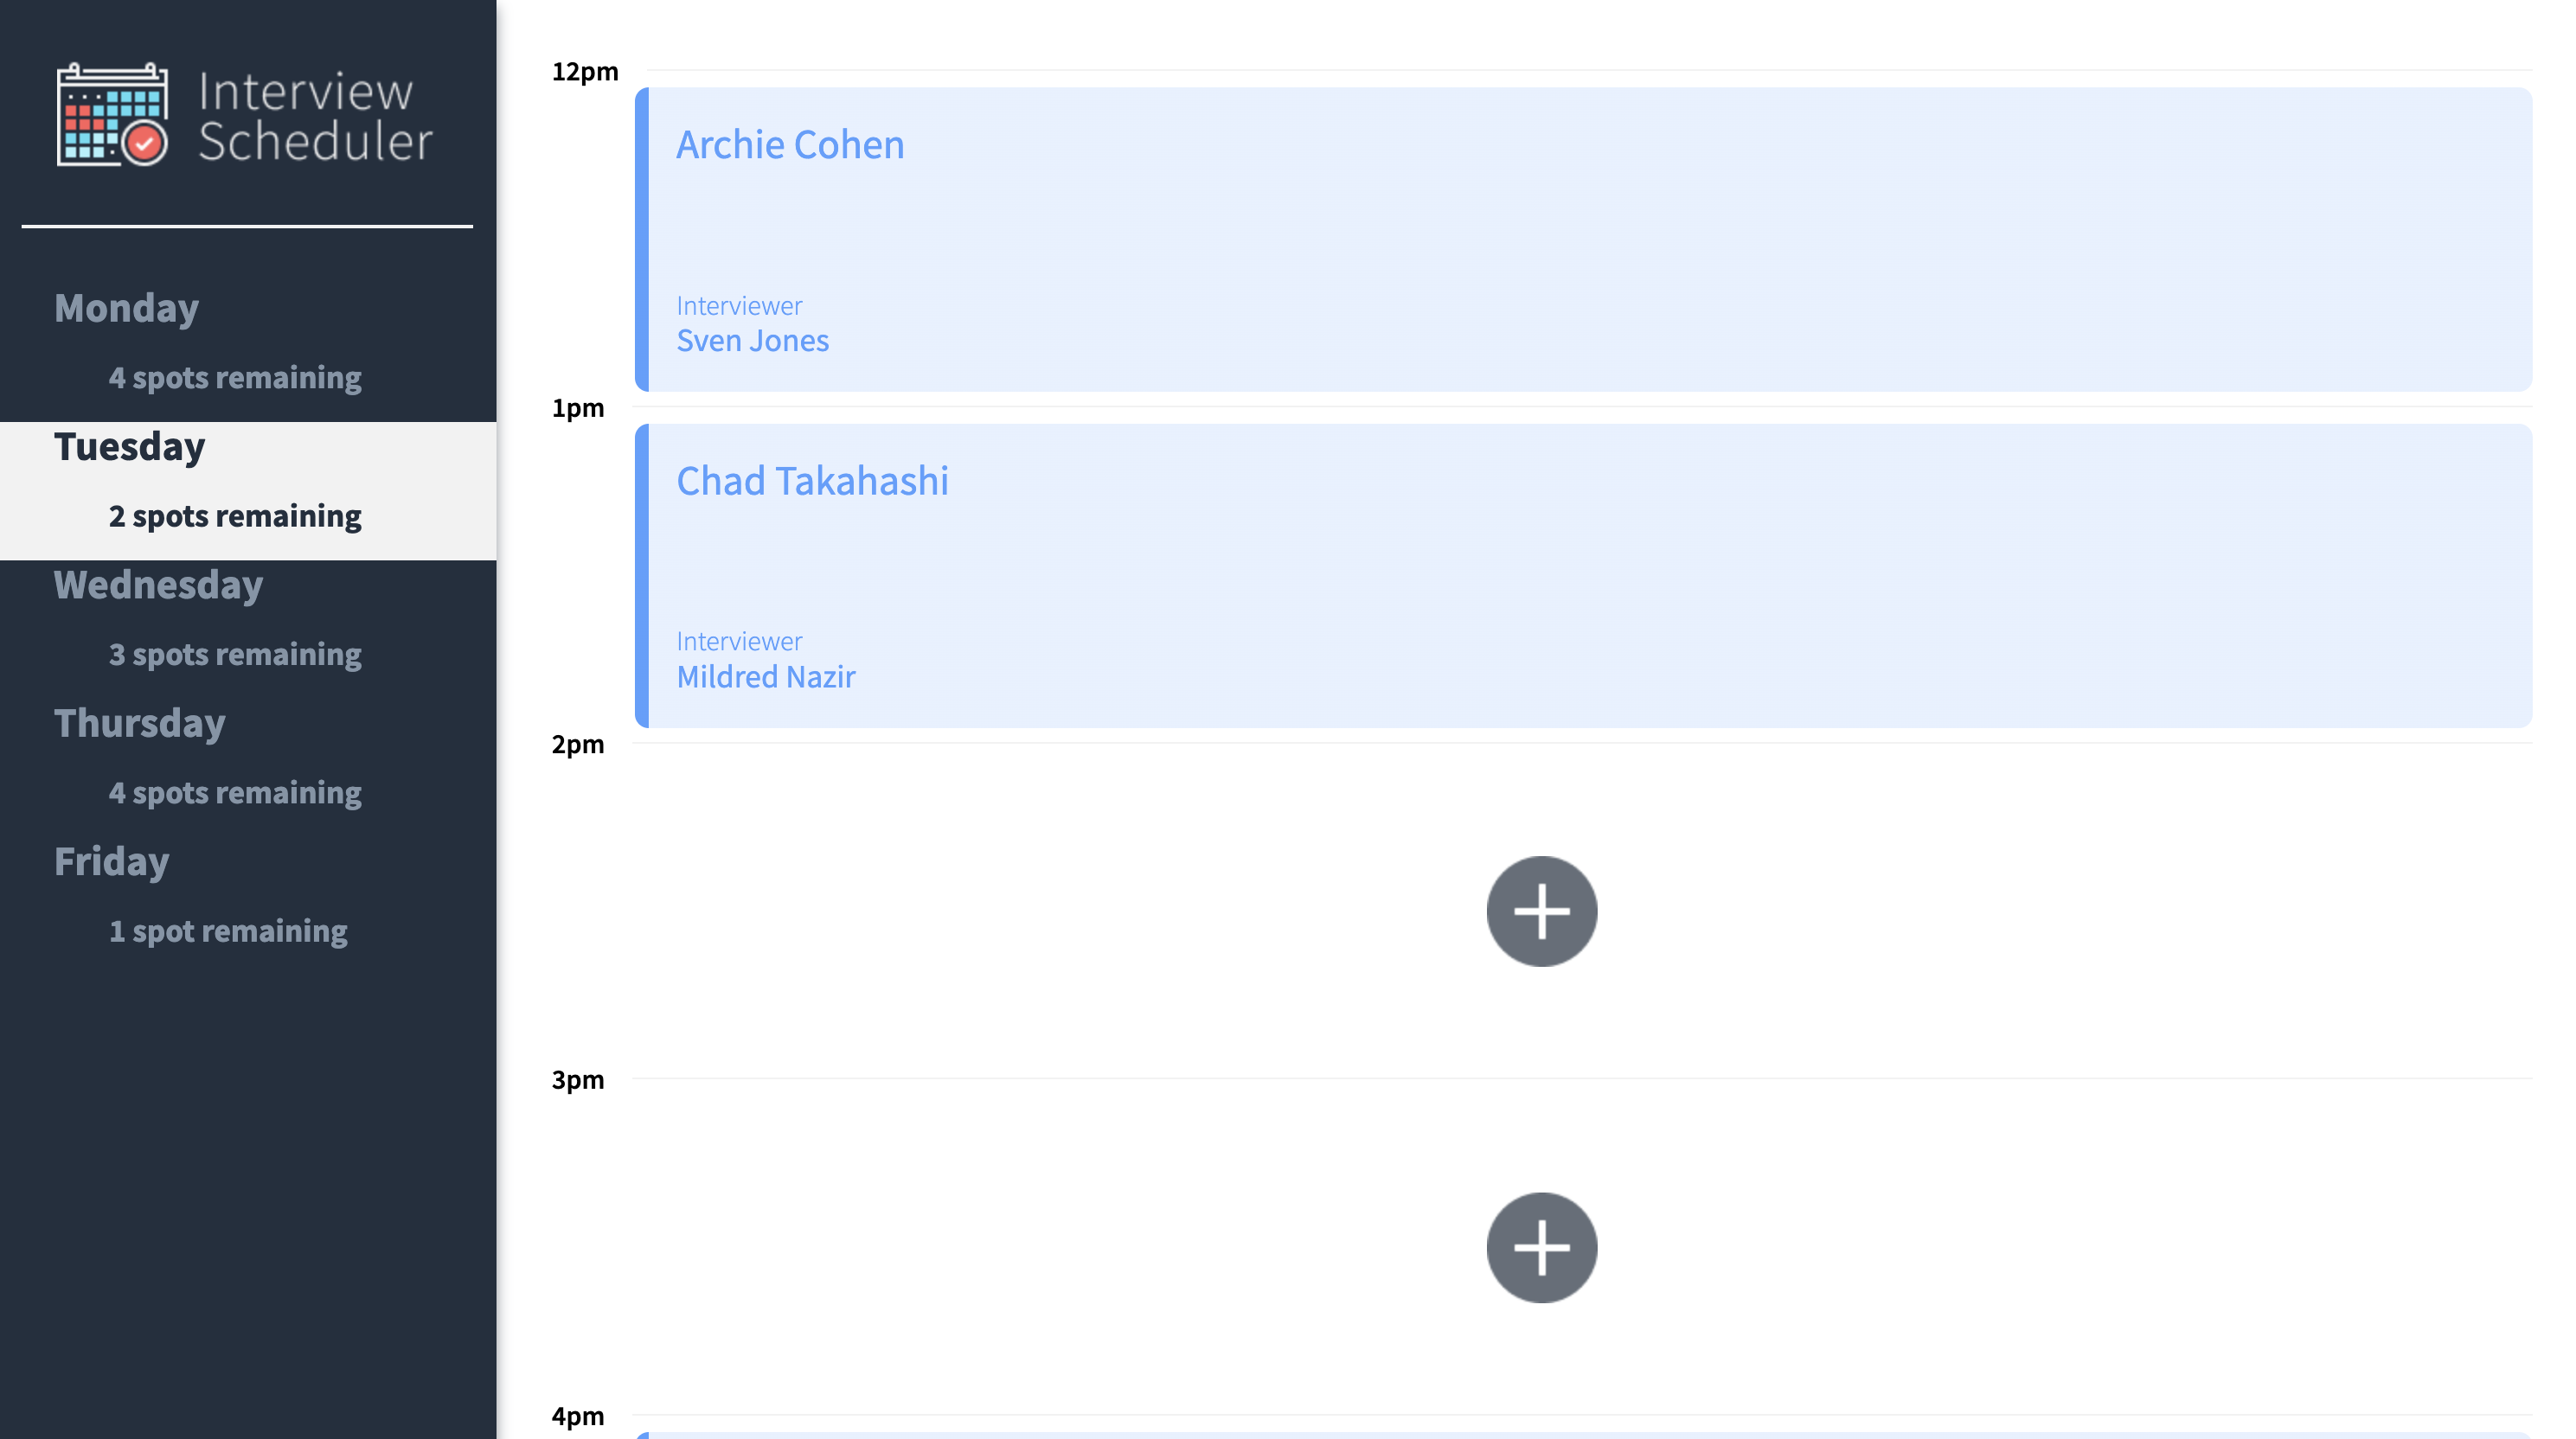 Interview
Scheduler
Monday
4 spots remaining
Tuesday
2 spots remaining
Wednesday
3 spots remaining
Thursday
4 spots remaining
Friday
1 spot remaining
12pm
Archie Cohen
Interviewer
Sven Jones
1pm
Chad Takahashi
Interviewer
Mildred Nazir
2pm
3pm
4pm